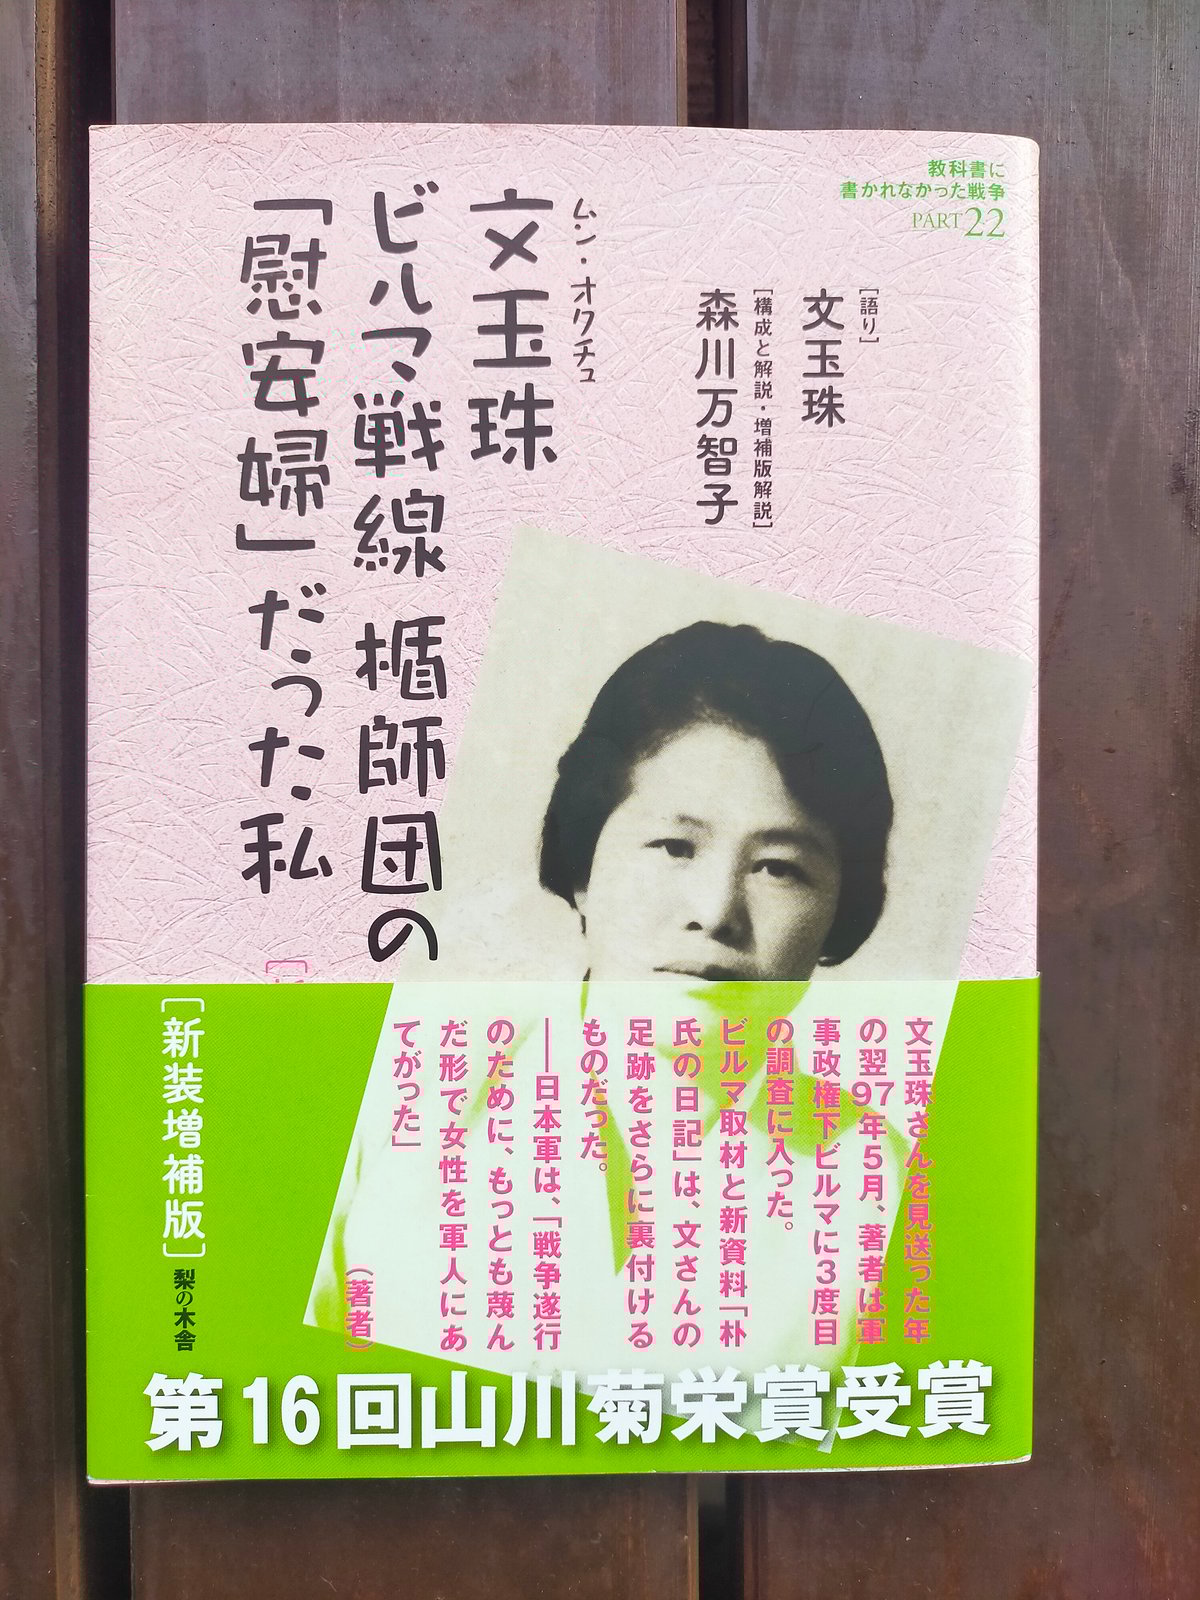 教科書に
書かれなかった戦争
PART22
[語り]
文玉珠
[構成と解説・増補版解説]
森川万智子
ムン・オクチュ
文玉珠
ビルマ戦線 楯師団の
「慰安婦」だった私
文玉珠さんを見送った年
の翌97年5月、著者は軍
事政権下ビルマに3度目
の調査に入った。
ビルマ取材と新資料「朴
氏の日記」は、文さんの
足跡をさらに裏付ける
ものだった。
――日本軍は、「戦争遂行
のために、もっとも蔑ん
だ形で女性を軍人にあ
てがった」
(著者)
[新装増補版]
梨の木舎
第16回山川菊栄賞受賞